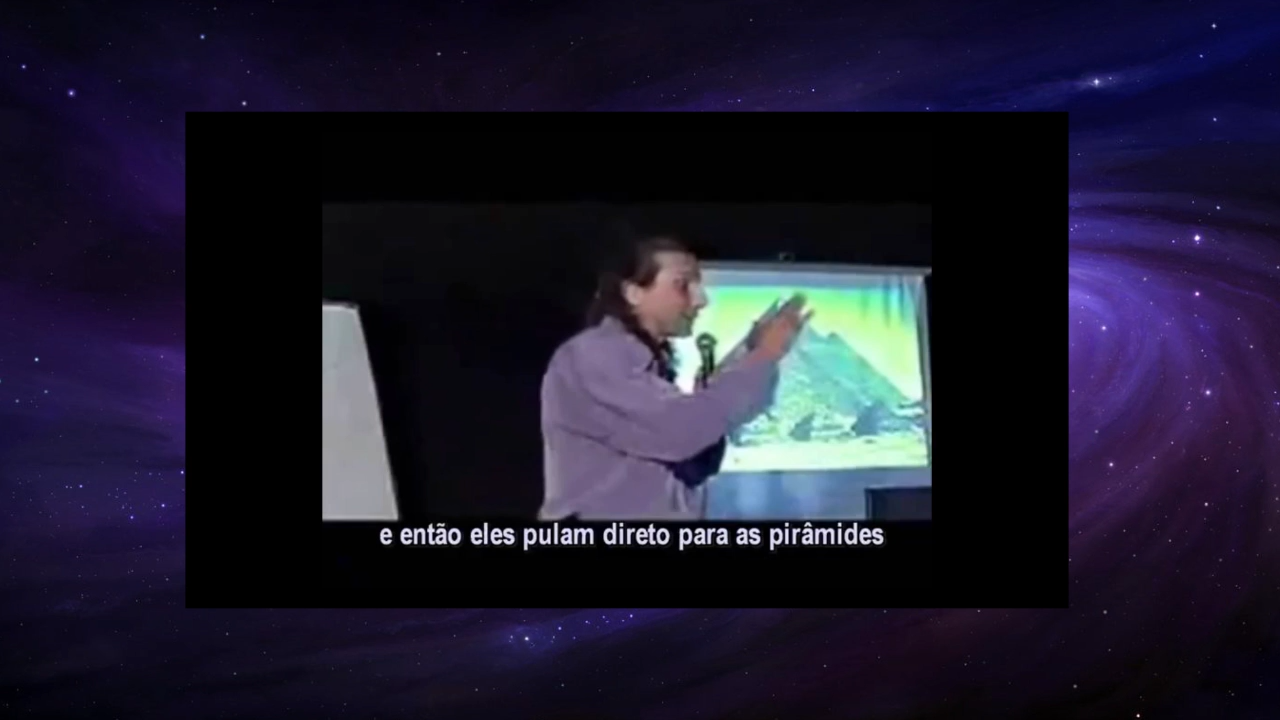 e então eles pulam direto para as pirâmides